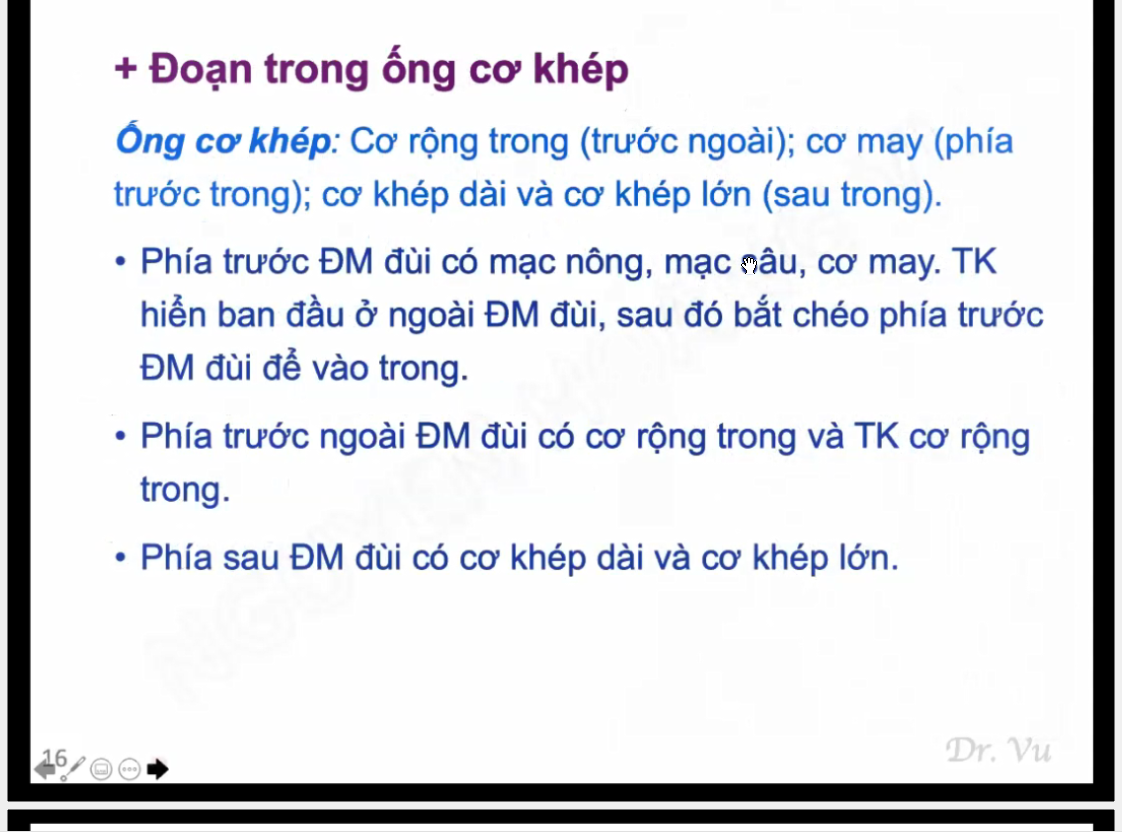 + Đoạn trong ống cơ khép
Ống cơ khép: Cơ rộng trong (trước ngoài); cơ may (phía
trước trong); cơ khép dài và cơ khép lớn (sau trong).
• Phía trước ĐM đùi có mạc nông, mạc sâu, cơ may. TK
hiển ban đầu ở ngoài ĐM đùi, sau đó bắt chéo phía trước
ĐM đùi để vào trong.
• Phía trước ngoài ĐM đùi có cơ rộng trong và TK cơ rộng
trong.
• Phía sau ĐM đùi có cơ khép dài và cơ khép lớn.
16
Dr. Vu